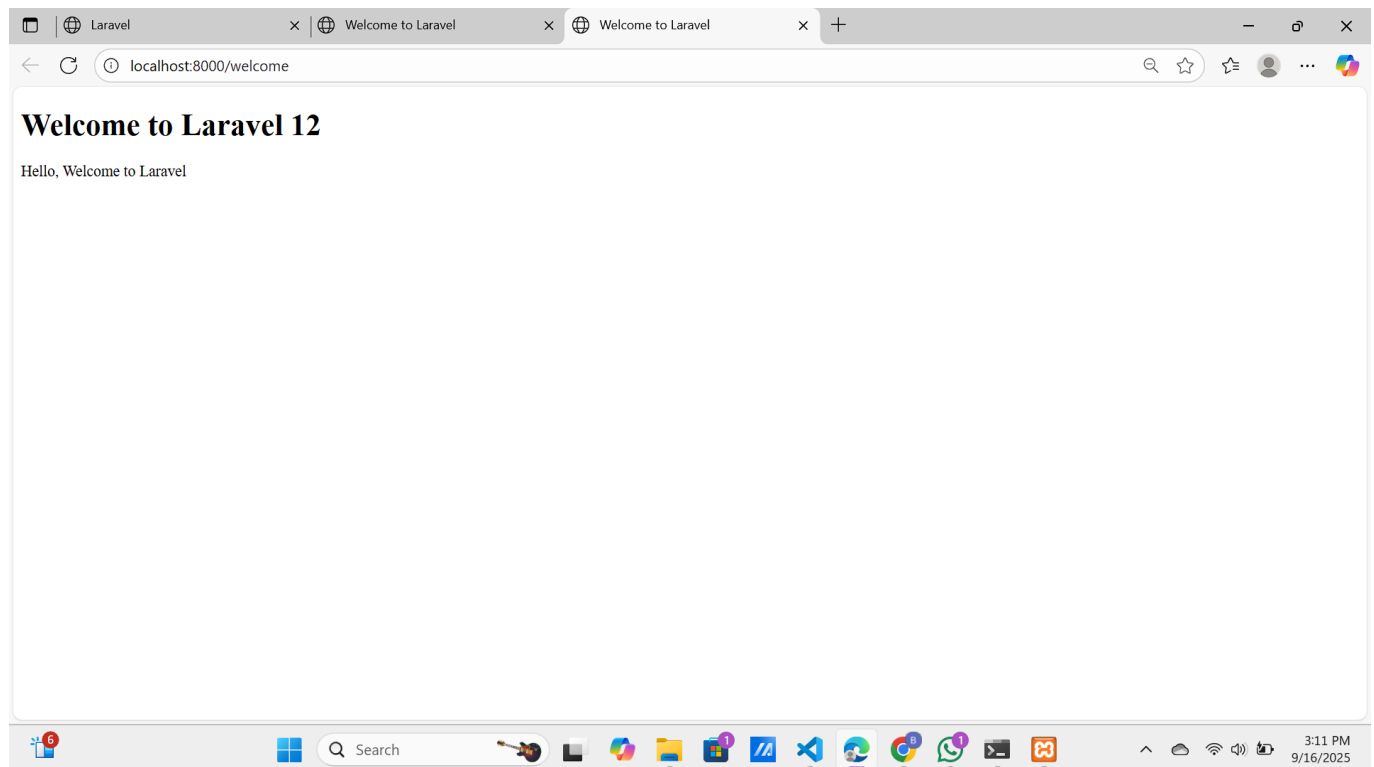 Laravel
Welcome to Laravel
Welcome to Laravel
localhost:8000/welcome
Welcome to Laravel 12
Hello, Welcome to Laravel
6
Search
1
B
1
3:11 PM
9/16/2025